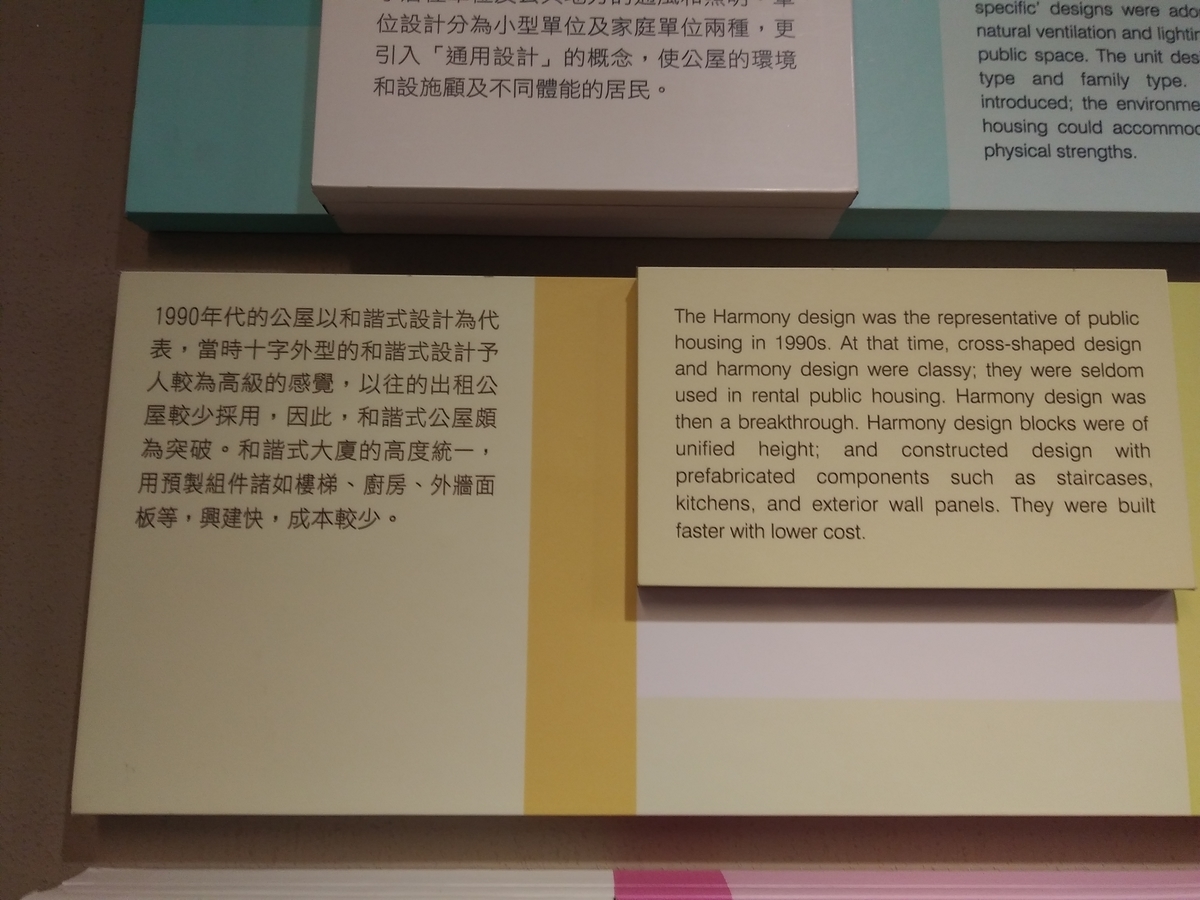 位設計分為小型單位及家庭單位兩種，更
引入「通用設計」的概念，使公屋的環境
和設施顧及不同體能的居民。
specific' designs were
natural ventilation and
public space. The unit
type and family type.
introduced; the
housing could
physical strengths.
1990年代的公屋以和諧式設計為代
表，當時十字外型的和諧式設計予
人較為高級的感覺，以往的出租公
屋較少採用，因此，和諧式公屋頗
為突破。和諧式大廈的高度統一，
用預製組件諸如樓梯、廚房、外牆面
板等，興建快，成本較少。
The Harmony design was the representative of public
housing in 1990s. At that time, cross-shaped design
and harmony design were classy; they were seldom
used in rental public housing. Harmony design was
then a breakthrough. Harmony design blocks were of
unified height; and constructed design with
prefabricated components such as staircases,
kitchens, and exterior wall panels. They were built
faster with lower cost.